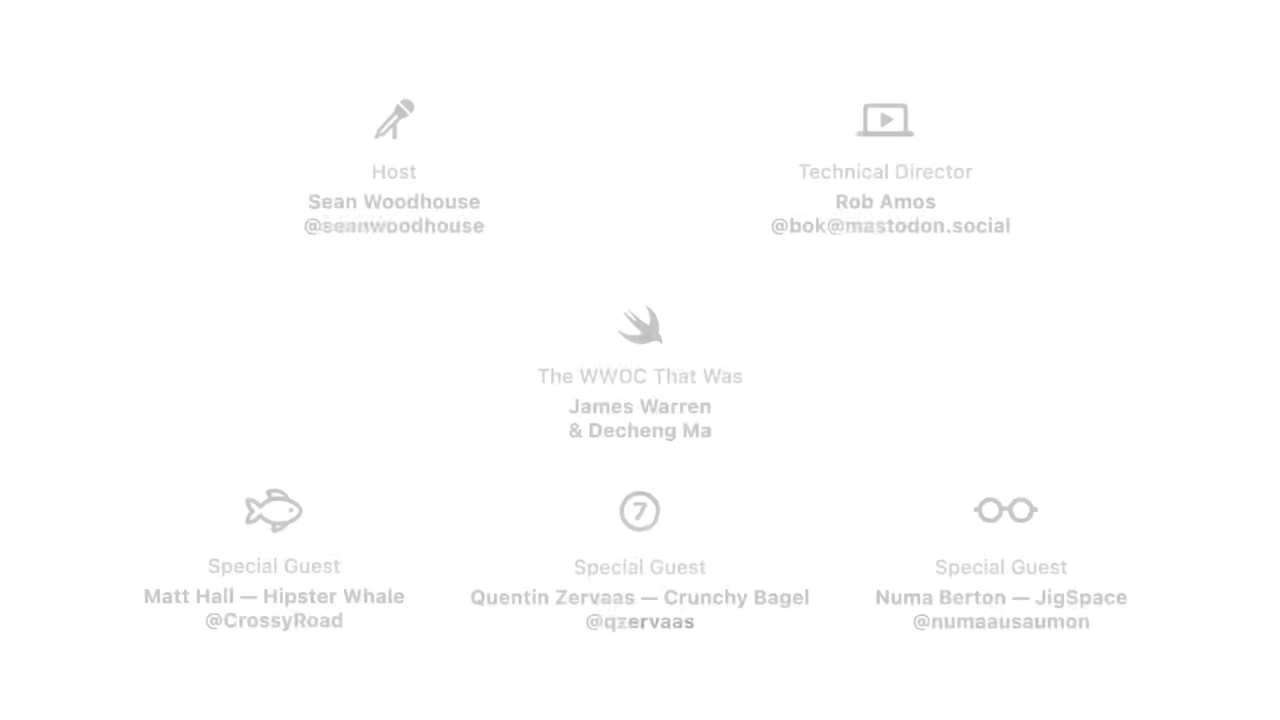 Host
Sean Woodhouse
@seanwoodhouse
Technical Director
Rob Amos
@bok@mastodon.social
The WWDC That Was
James Warren
& Decheng Ma
7
Special Guest
Matt Hall — Hipster Whale
@CrossyRoad
Special Guest
Quentin Zervaas — Crunchy Bagel
@qzervaas
Special Guest
Numa Berton — JigSpace
@numaausaumon